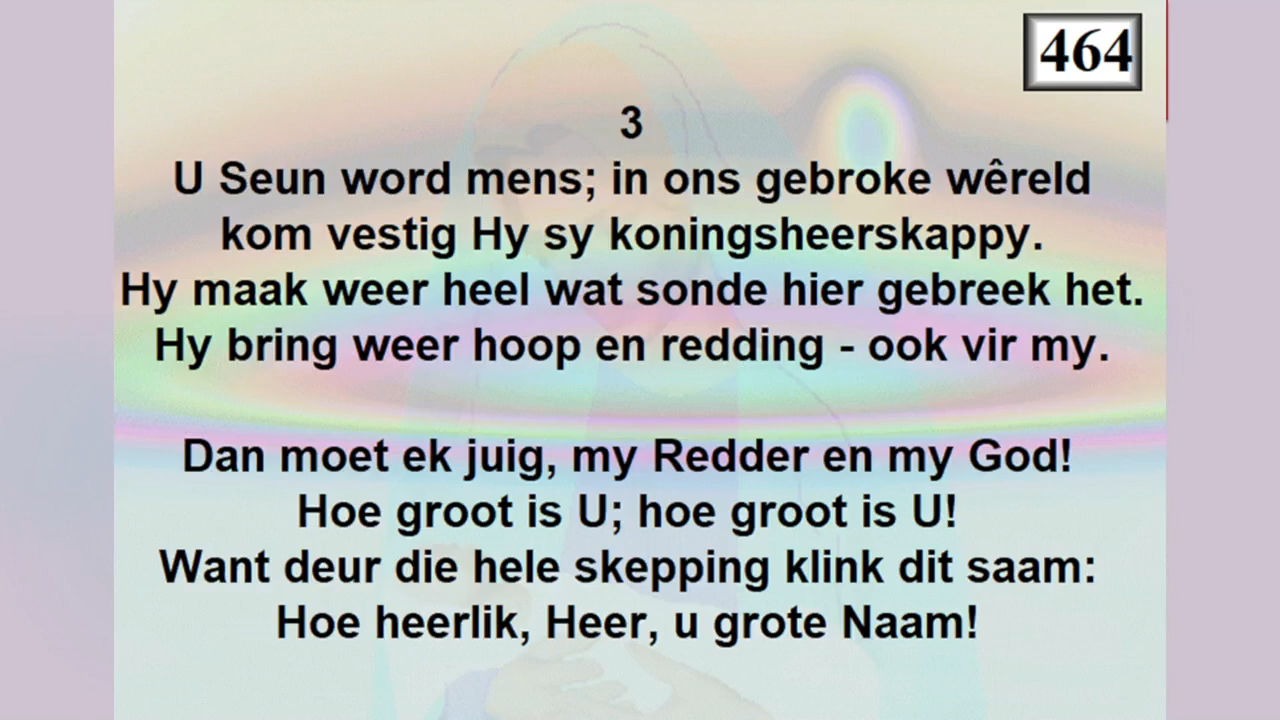 464
3
U Seun word mens; in ons gebroke wêreld
kom vestig Hy sy koningsheerskappy.
Hy maak weer heel wat sonde hier gebreek het.
Hy bring weer hoop en redding - ook vir my.
Dan moet ek juig, my Redder en my God!
Hoe groot is U; hoe groot is U!
Want deur die hele skepping klink dit saam:
Hoe heerlik, Heer, u grote Naam!